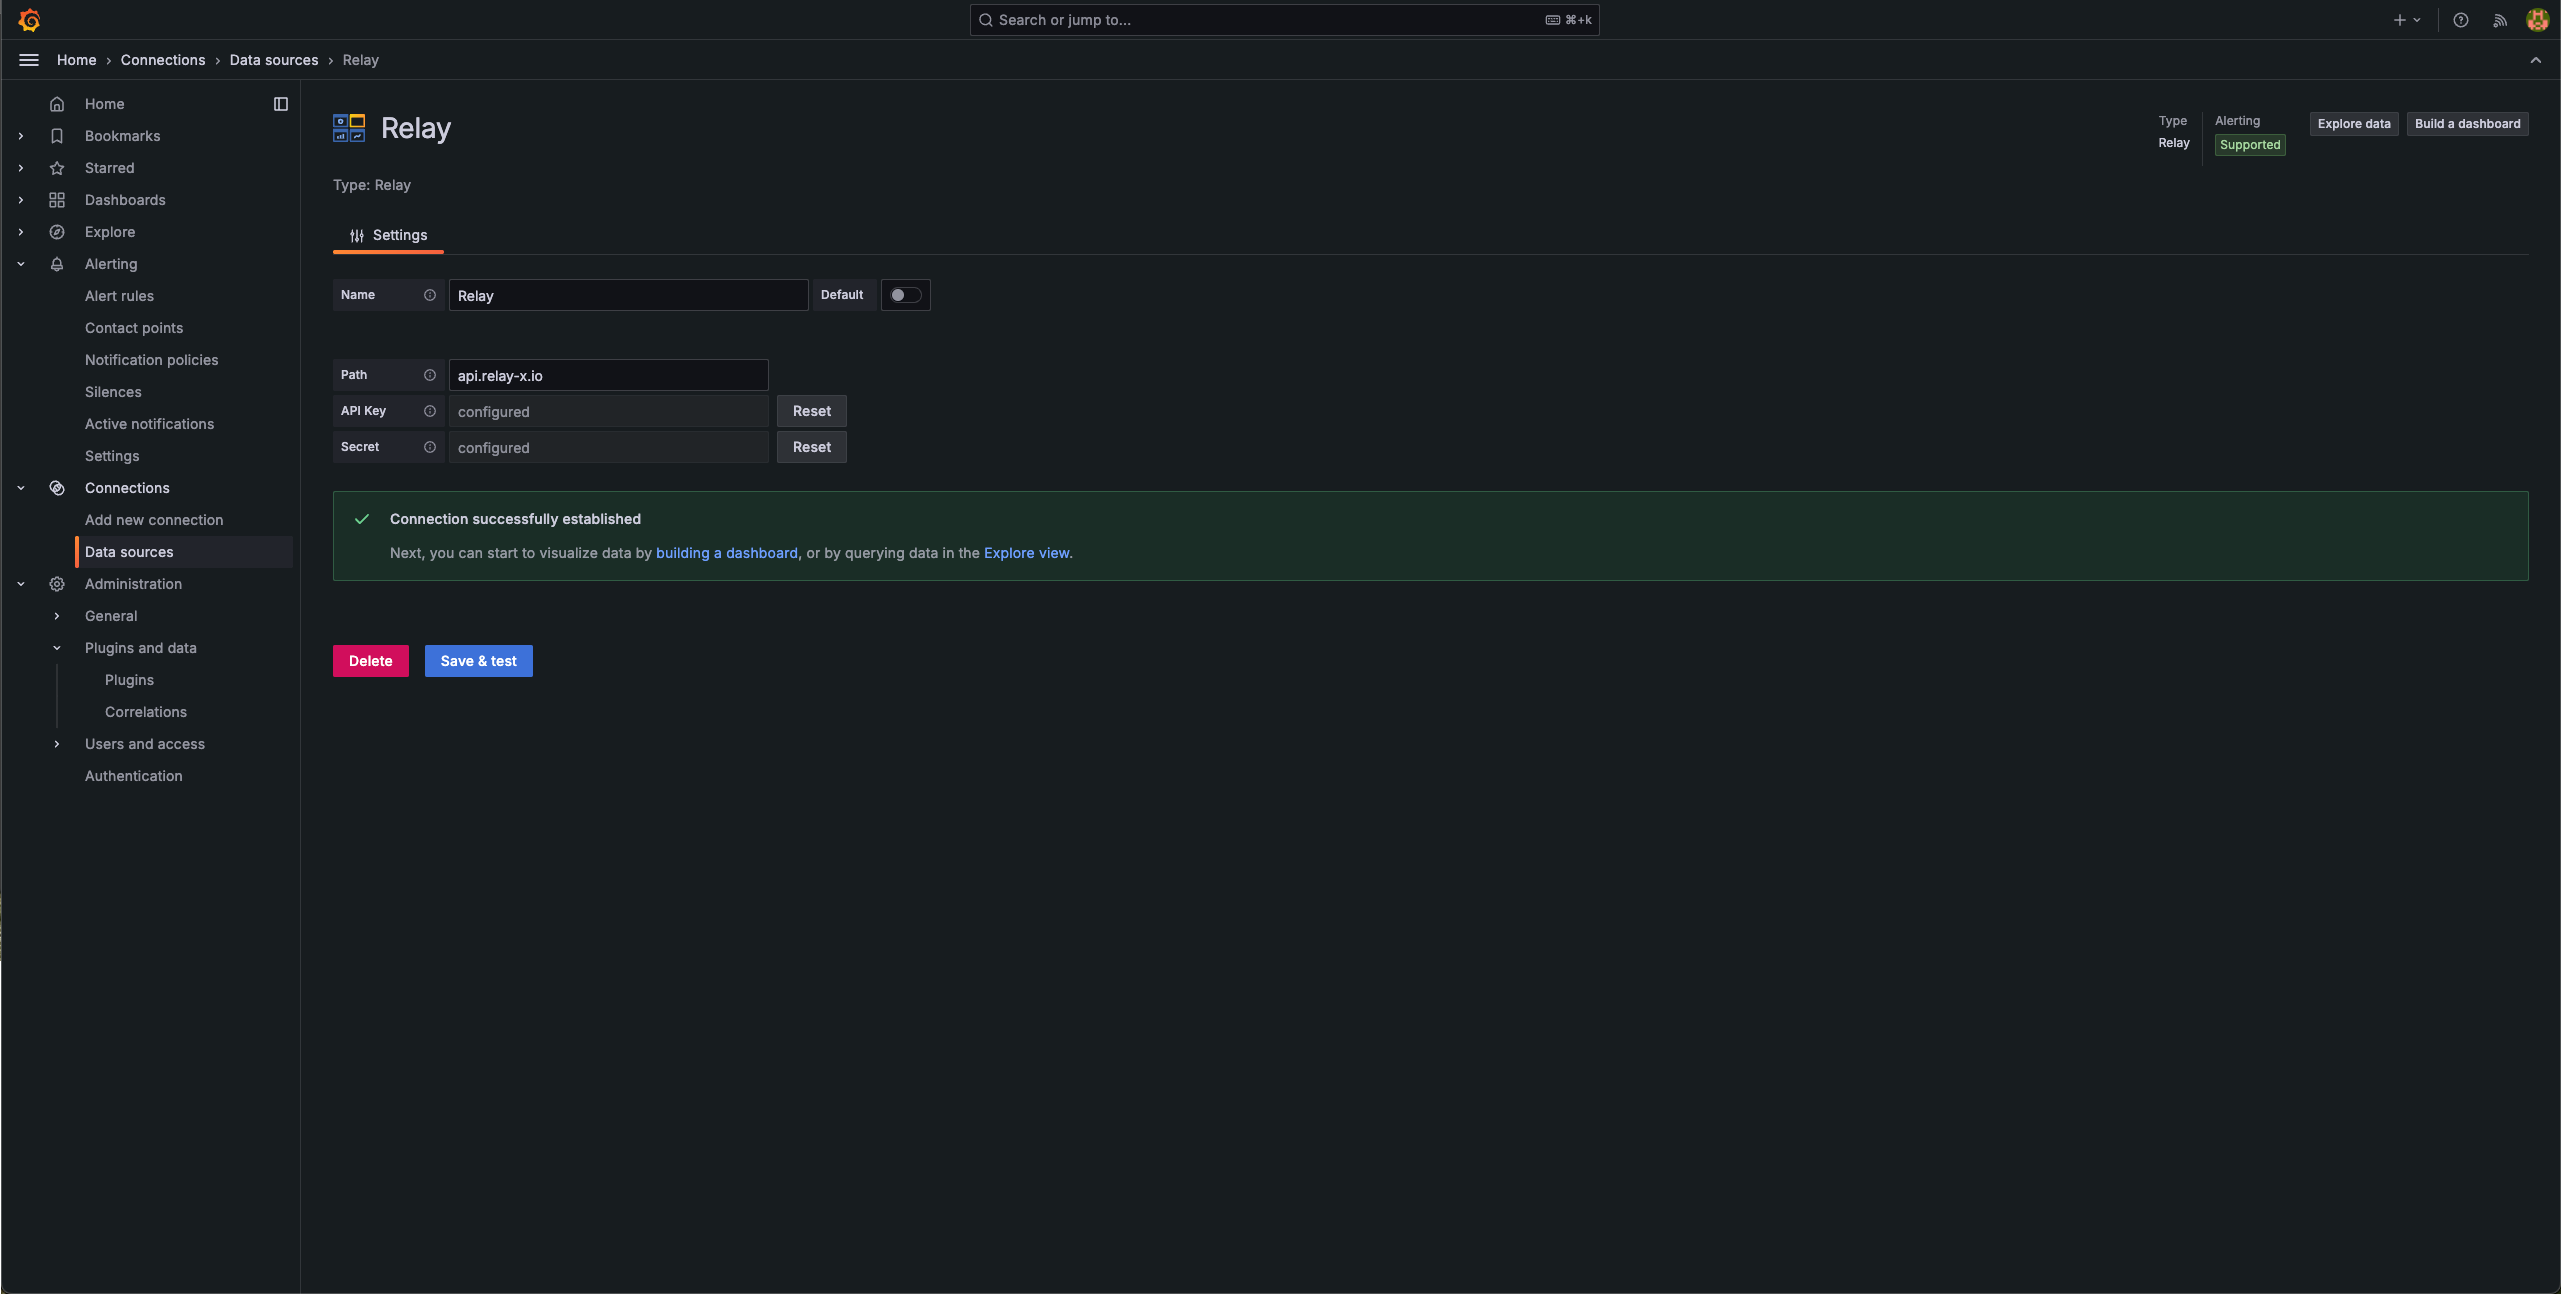 Search or jump to...
⌘+k
Home › Connections › Data sources › Relay
Home
Bookmarks
Starred
Dashboards
Explore
Alerting
Alert rules
Contact points
Notification policies
Silences
Active notifications
Settings
Connections
Add new connection
Data sources
Administration
General
Plugins and data
Plugins
Correlations
Users and access
Authentication
Relay
Type
Relay
Alerting
Supported
Explore data
Build a dashboard
Type: Relay
Settings
Name
Relay
Default
Path
api.relay-x.io
API Key
configured
Reset
Secret
configured
Reset
Connection successfully established
Next, you can start to visualize data by building a dashboard, or by querying data in the Explore view.
Delete
Save & test